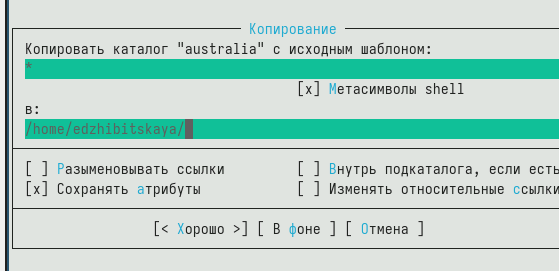 Копирование
Копировать каталог "australia" с исходным шаблоном:
*
[x] Метасимволы shell
в:
/home/edzhibitskaya/
[ ] Разыменовывать ссылки [ ] Внутрь подкаталога, если есть
[x] Сохранять атрибуты [ ] Изменять относительные ссылки
[< Хорошо >] [ В фоне ] [ Отмена ]